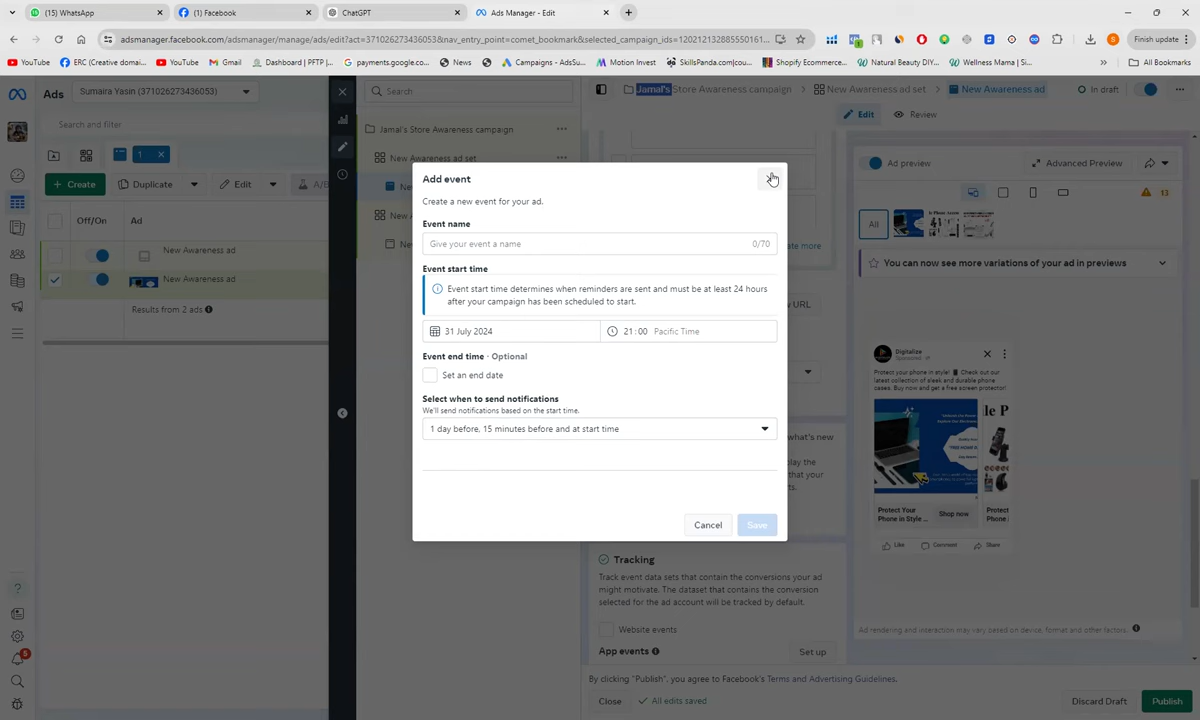 (15) WhatsApp
(1) Facebook
ChatGPT
Ads Manager - Edit
adsmanager.facebook.com/adsmanager/manage/ads/edit?act=371026273436053&nav_entry_point=comet_bookmark&selected_campaign_ids=120212132885550161...
Finish update
YouTube
ERC (Creative domai...
YouTube
Gmail
Dashboard | PFTP |...
payments.google.co...
News
Campaigns - AdsSu...
Motion Invest
SkillsPanda.com|cou...
Shopify Ecommerce...
Natural Beauty DIY...
Wellness Mama | Si...
All Bookmarks
Ads
Sumaira Yasin (371026273436053)
Search
Jamal's Store Awareness campaign
New Awareness ad set
New Awareness ad
In draft
Search and filter
Jamal's Store Awareness campaign
Edit
Review
1
New Awareness ad set
Create
Duplicate
Edit
A/B
Ad preview
Advanced Preview
Off/On
Ad
All
13
New Awareness ad
New Awareness ad
Results from 2 ads
You can now see more variations of your ad in previews
Add event
Create a new event for your ad.
Event name
Give your event a name
0/70
Event start time
Event start time determines when reminders are sent and must be at least 24 hours
after your campaign has been scheduled to start.
31 July 2024
21:00 Pacific Time
Event end time · Optional
Set an end date
Select when to send notifications
We'll send notifications based on the start time.
1 day before, 15 minutes before and at start time
Cancel
Save
Digitalize
Sponsored
Protect your phone in style! Check out our
latest collection of sleek and durable phone
cases. Buy now and get a free screen protector!
Protect Your
Phone in Style ...
Shop now
Protect
Phone
Like
Comment
Share
Tracking
Track event data sets that contain the conversions your ad
might motivate. The dataset that contains the conversion
selected for the ad account will be tracked by default.
Website events
App events
Set up
Ad rendering and interaction may vary based on device, format and other factors.
By clicking "Publish", you agree to Facebook's Terms and Advertising Guidelines.
Close
All edits saved
Discard Draft
Publish
5